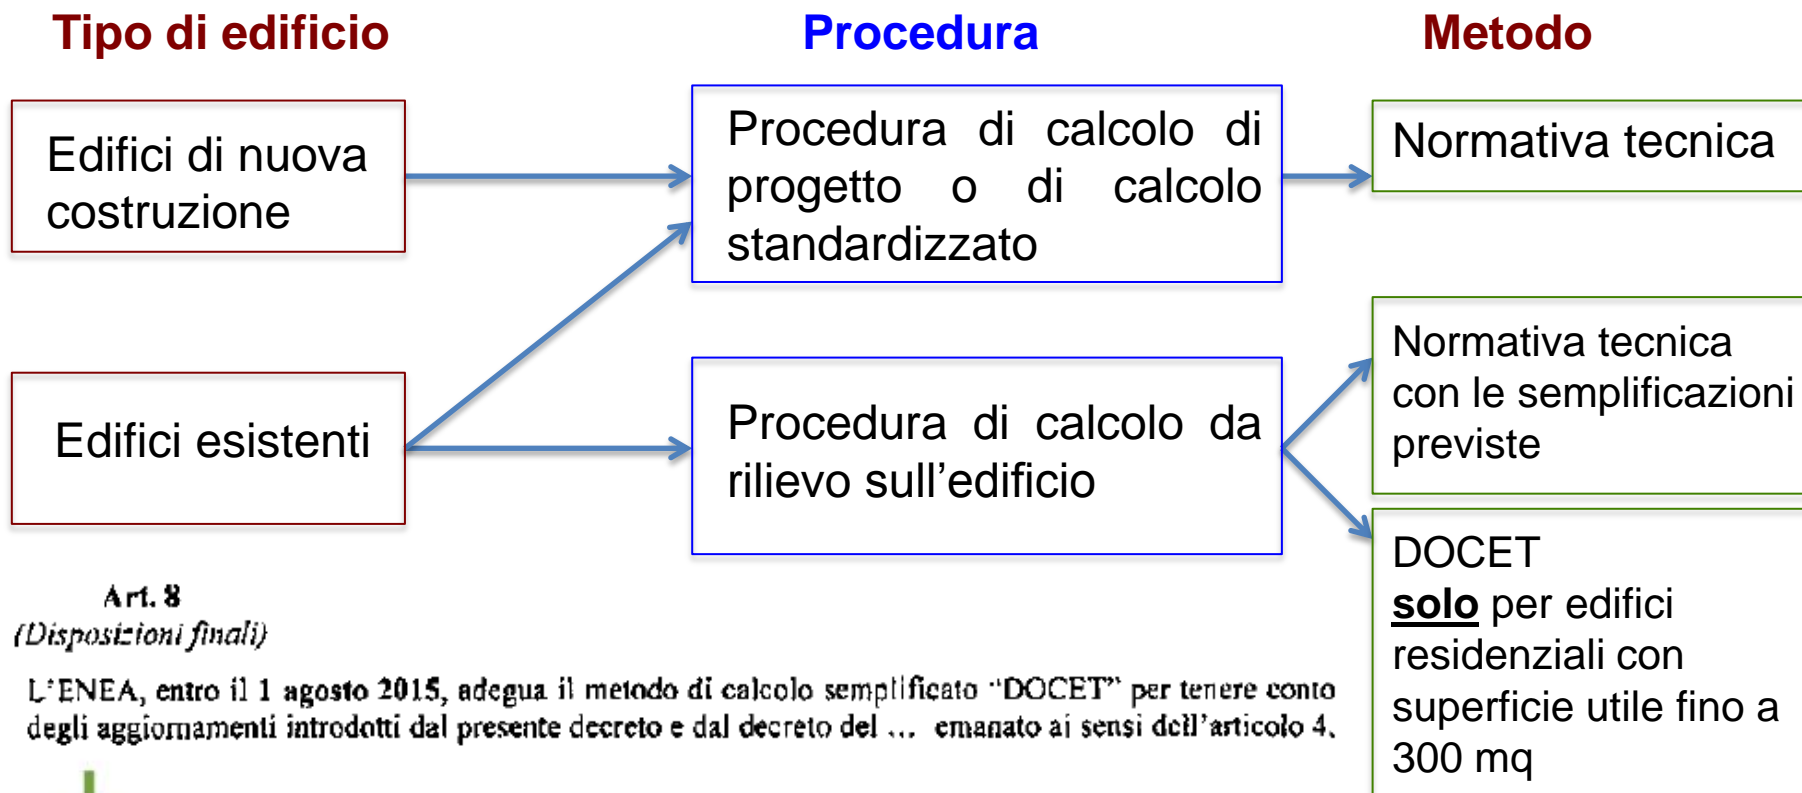 Tipo di edificio
Procedura
Metodo
Edifici di nuova
costruzione
Procedura di calcolo di
progetto o di calcolo
standardizzato
Normativa tecnica
Edifici esistenti
Procedura di calcolo da
rilievo sull’edificio
Normativa tecnica
con le semplificazioni
previste
DOCET
solo per edifici
residenziali con
superficie utile fino a
300 mq
Art. 8
(Disposizioni finali)
L'ENEA, entro il 1 agosto 2015, adegua il metodo di calcolo semplificato "DOCET" per tenere conto
degli aggiornamenti introdotti dal presente decreto e dal decreto del ... emanato ai sensi dell'articolo 4.